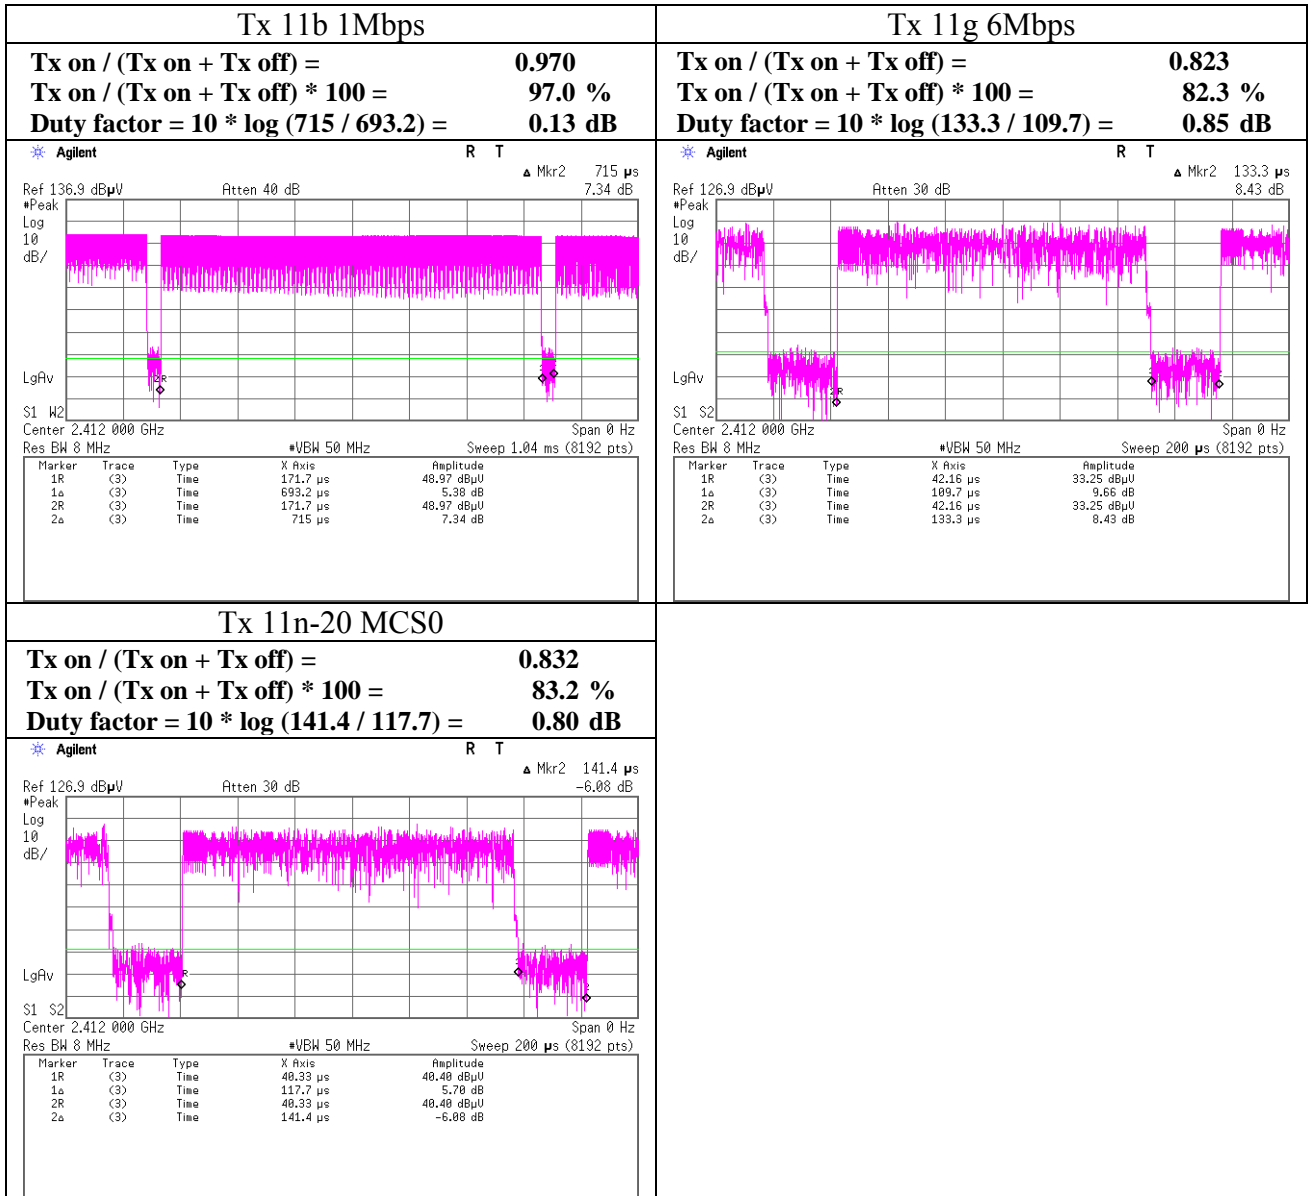 Tx 11b 1Mbps
Tx on / (Tx on + Tx off) = 0.970
Tx on / (Tx on + Tx off) * 100 = 97.0 %
Duty factor = 10 * log (715 / 693.2) = 0.13 dB
Agilent R T
Δ Mkr2 715 µs
Ref 136.9 dBµV Atten 40 dB 7.34 dB
#Peak
Log
10
dB/
2R
LgAv
S1 W2
Center 2.412 000 GHz Span 0 Hz
Res BW 8 MHz #VBW 50 MHz Sweep 1.04 ms (8192 pts)
Marker Trace Type X Axis Amplitude
1R (3) Time 171.7 µs 48.97 dBµV
1Δ (3) Time 693.2 µs 5.38 dB
2R (3) Time 171.7 µs 48.97 dBµV
2Δ (3) Time 715 µs 7.34 dB
Tx 11g 6Mbps
Tx on / (Tx on + Tx off) = 0.823
Tx on / (Tx on + Tx off) * 100 = 82.3 %
Duty factor = 10 * log (133.3 / 109.7) = 0.85 dB
Agilent R T
Δ Mkr2 133.3 µs
Ref 126.9 dBµV Atten 30 dB 8.43 dB
#Peak
Log
10
dB/
LgAv
S1 S2
Center 2.412 000 GHz Span 0 Hz
Res BW 8 MHz #VBW 50 MHz Sweep 200 µs (8192 pts)
Marker Trace Type X Axis Amplitude
1R (3) Time 42.16 µs 33.25 dBµV
1Δ (3) Time 109.7 µs 9.66 dB
2R (3) Time 42.16 µs 33.25 dBµV
2Δ (3) Time 133.3 µs 8.43 dB
Tx 11n-20 MCS0
Tx on / (Tx on + Tx off) = 0.832
Tx on / (Tx on + Tx off) * 100 = 83.2 %
Duty factor = 10 * log (141.4 / 117.7) = 0.80 dB
Agilent R T
Δ Mkr2 141.4 µs
Ref 126.9 dBµV Atten 30 dB -6.08 dB
#Peak
Log
10
dB/
LgAv
S1 S2
Center 2.412 000 GHz Span 0 Hz
Res BW 8 MHz #VBW 50 MHz Sweep 200 µs (8192 pts)
Marker Trace Type X Axis Amplitude
1R (3) Time 40.33 µs 40.40 dBµV
1Δ (3) Time 117.7 µs 5.70 dB
2R (3) Time 40.33 µs 40.40 dBµV
2Δ (3) Time 141.4 µs -6.08 dB